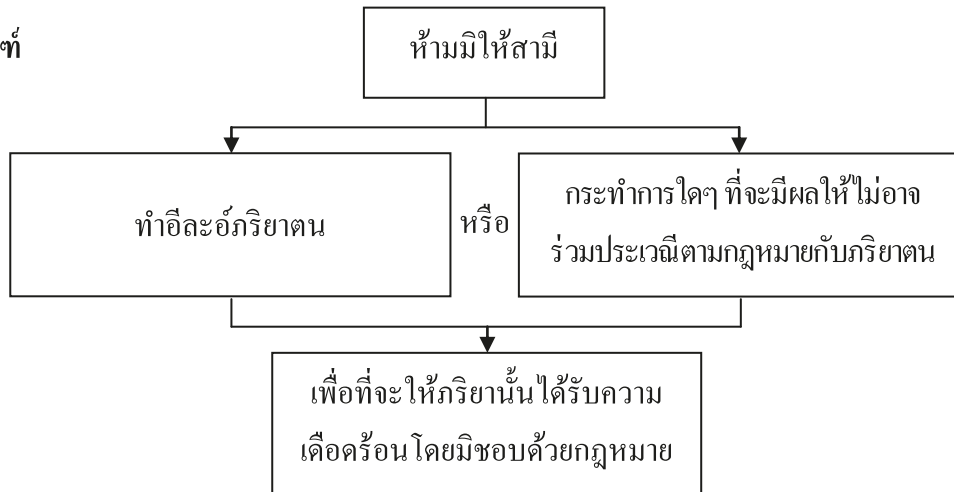 ห้ามมิให้สามี
ทำอีละอ์ภริยาตน
หรือ
กระทำการใดๆ ที่จะมีผลให้ไม่อาจ
ร่วมประเวณีตามกฎหมายกับภริยาตน
เพื่อที่จะให้ภริยานั้นได้รับความ
เดือดร้อนโดยมิชอบด้วยกฎหมาย